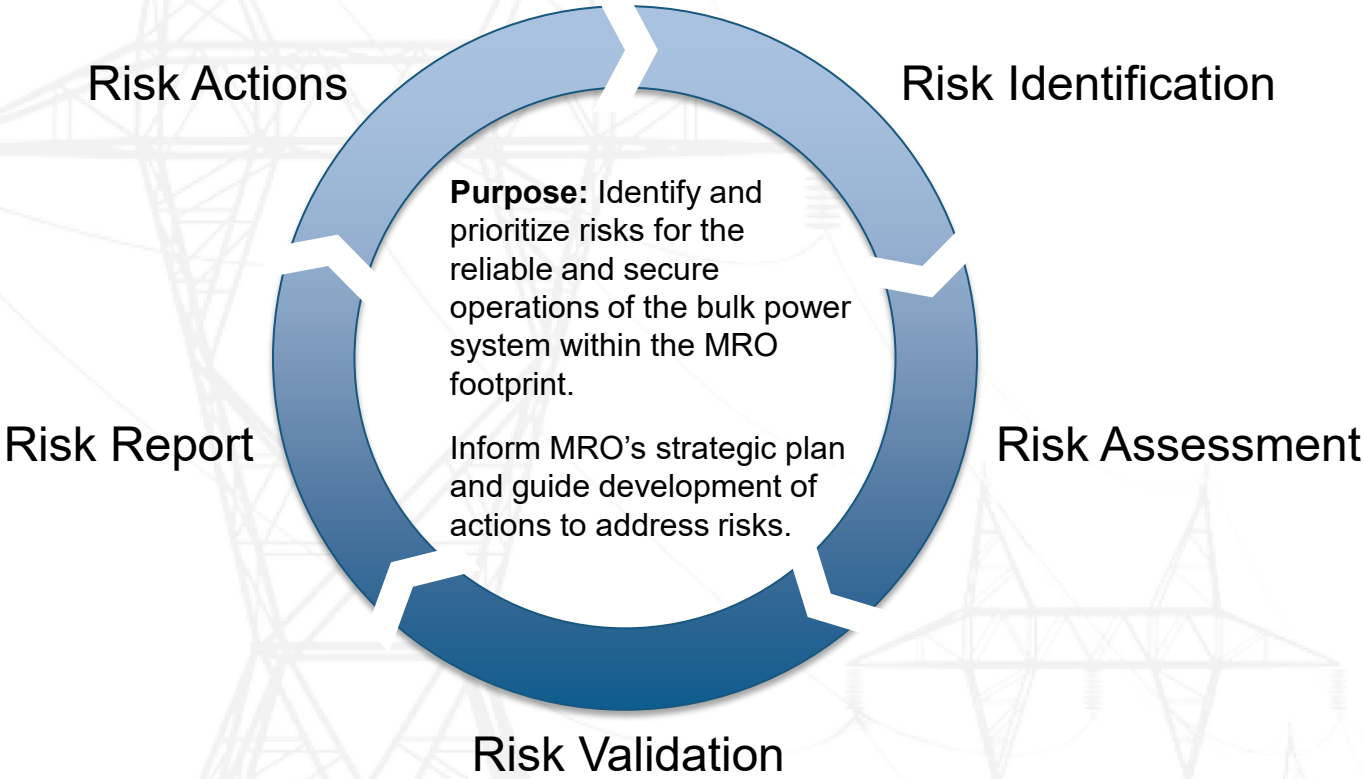 Risk Actions
Risk Identification
Purpose: Identify and
prioritize risks for the
reliable and secure
operations of the bulk power
system within the MRO
footprint.
Inform MRO’s strategic plan
and guide development of
actions to address risks.
Risk Report
Risk Assessment
Risk Validation